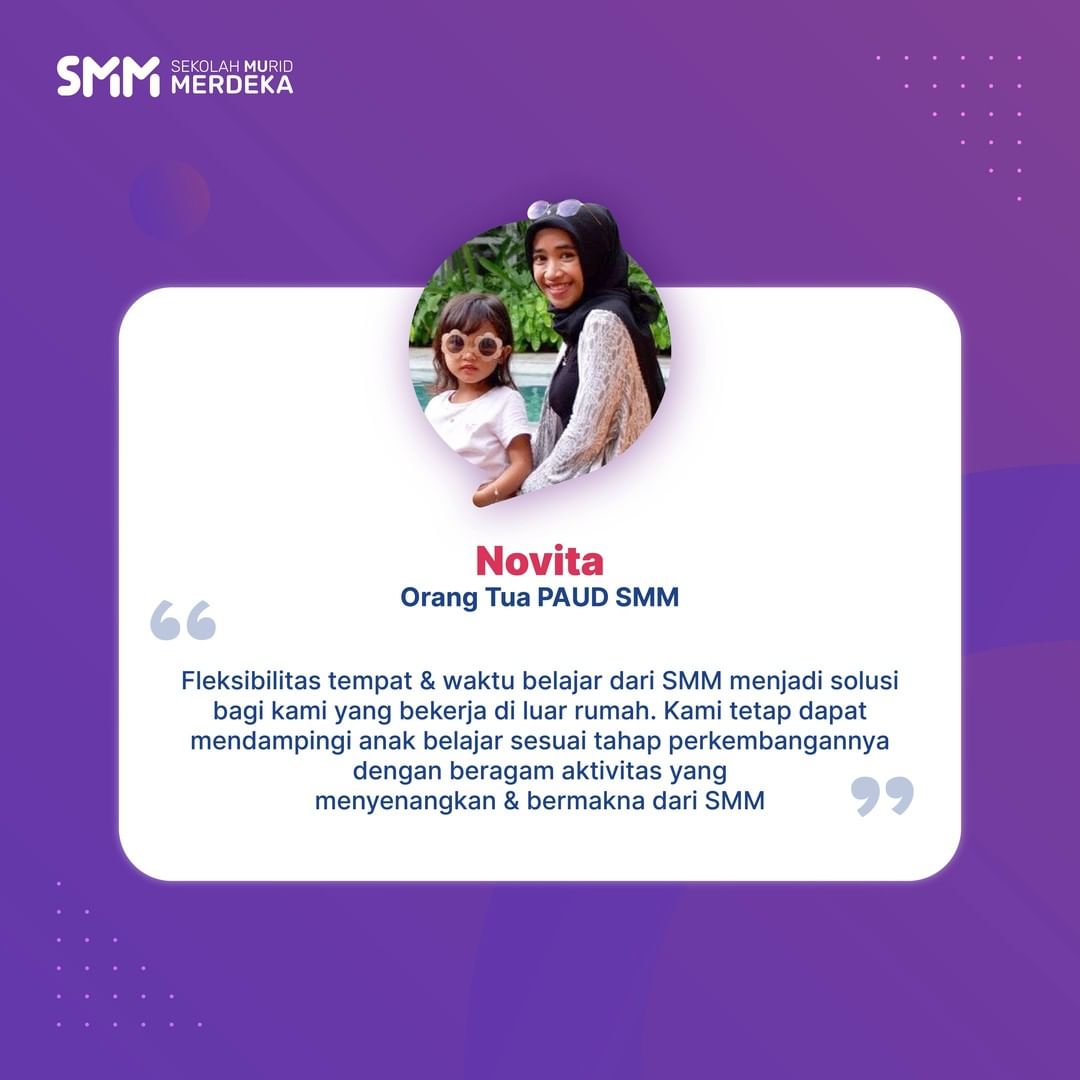 SMM SEKOLAH MURID
MERDEKA
Novita
Orang Tua PAUD SMM
“
Fleksibilitas tempat & waktu belajar dari SMM menjadi solusi
bagi kami yang bekerja di luar rumah. Kami tetap dapat
mendampingi anak belajar sesuai tahap perkembangannya
dengan beragam aktivitas yang
menyenangkan & bermakna dari SMM
”